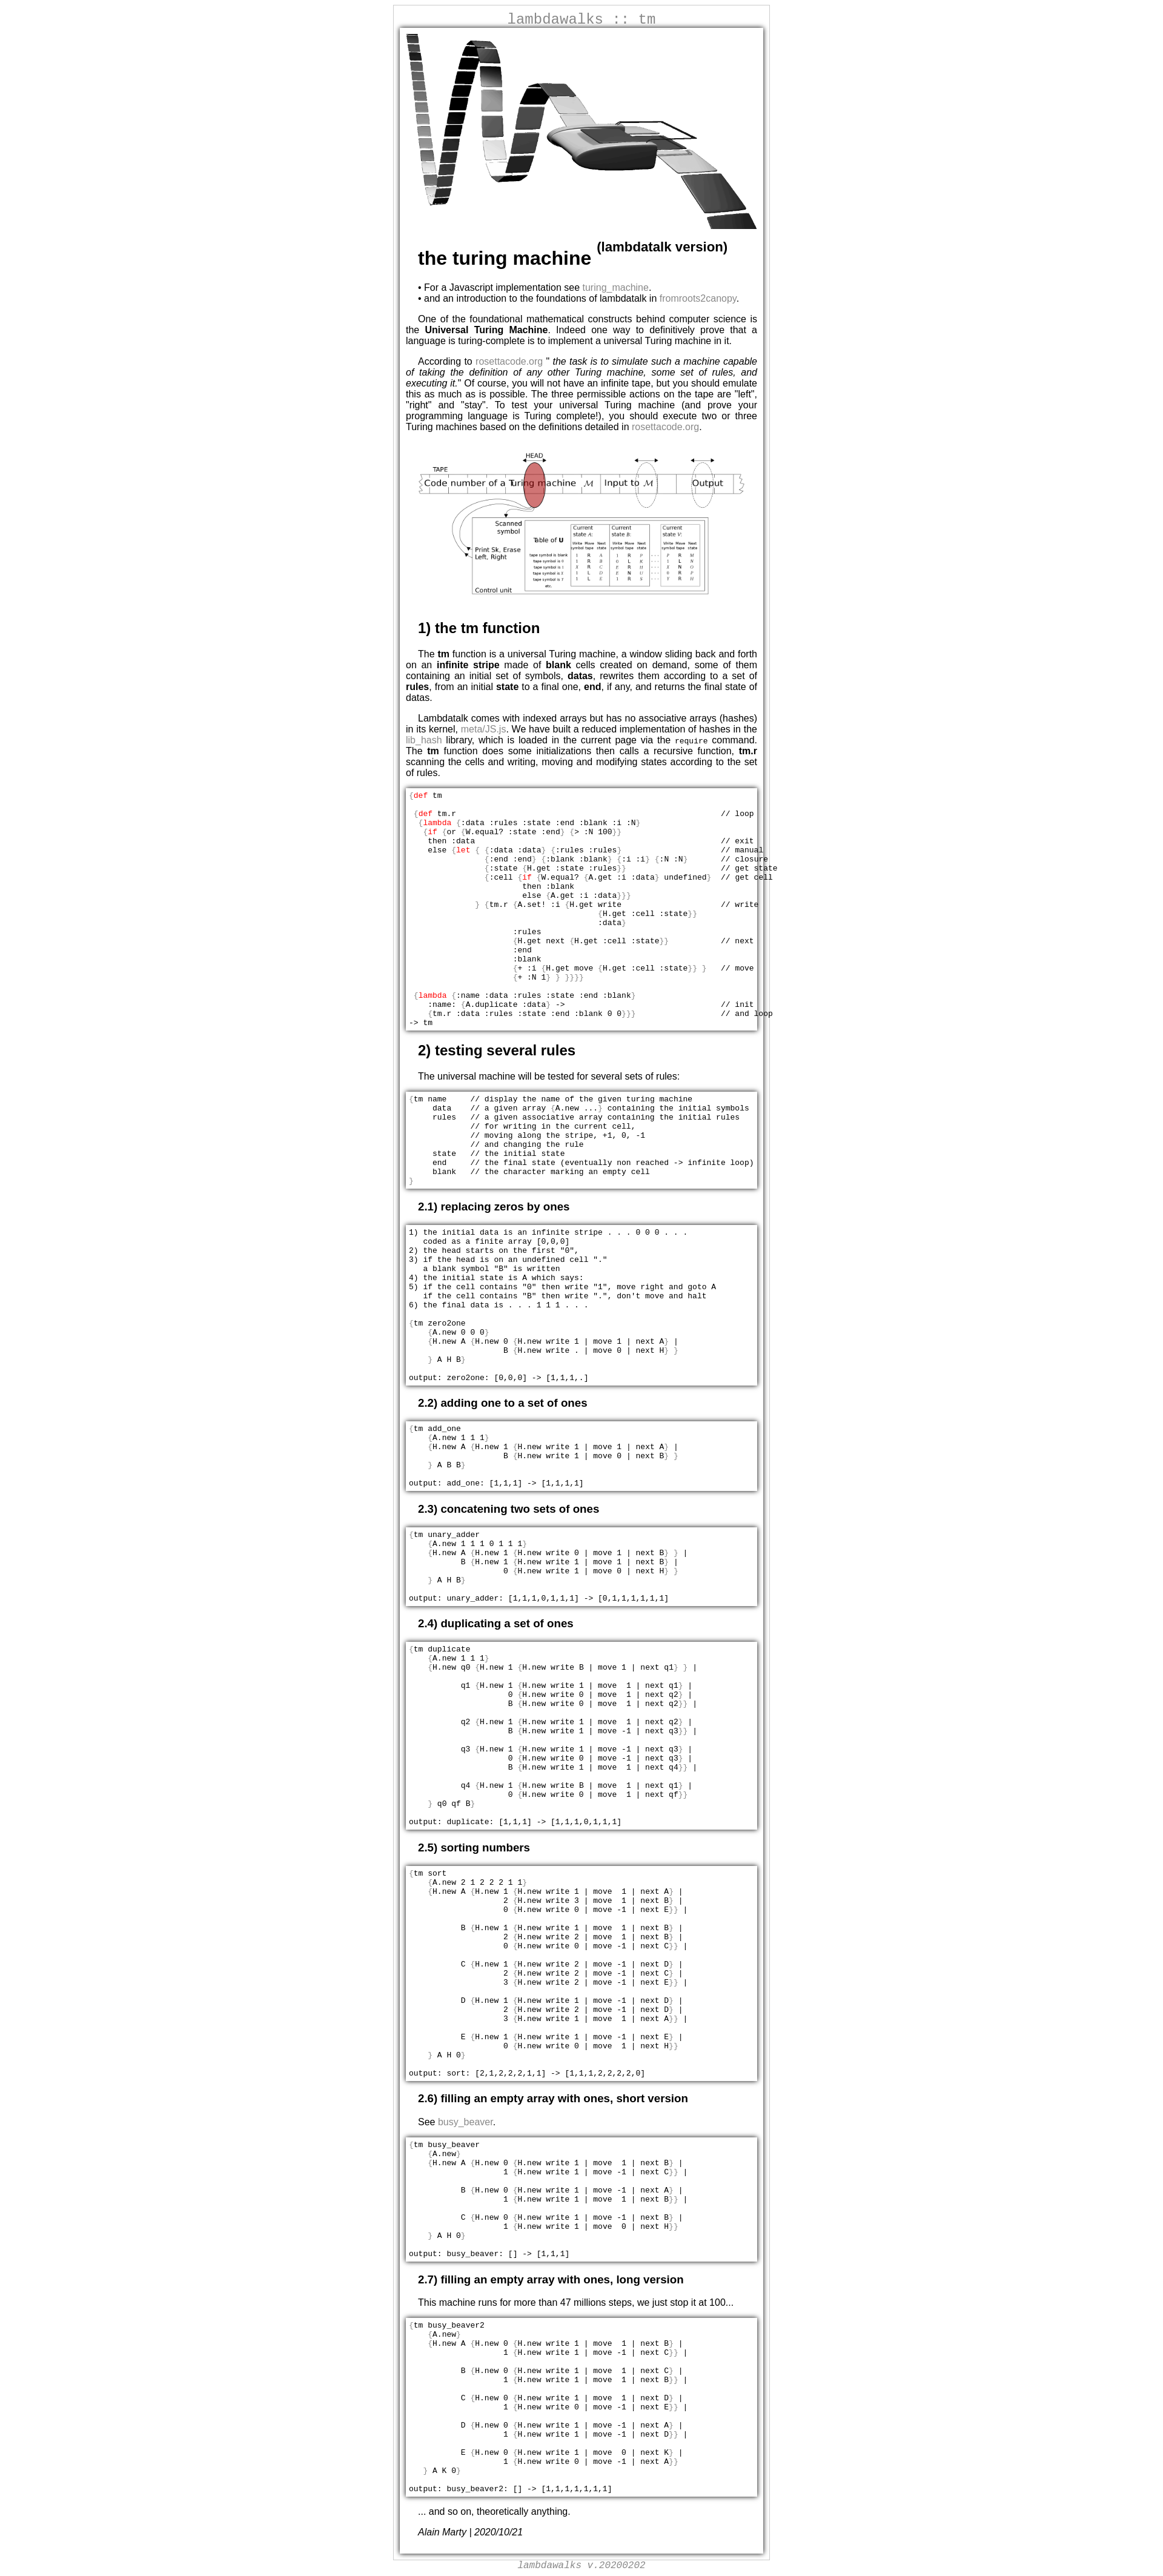 lambdawalks :: tm
the turing machine (lambdatalk version)
• For a Javascript implementation see turing_machine.
• and an introduction to the foundations of lambdatalk in fromroots2canopy.
One of the foundational mathematical constructs behind computer science is
the Universal Turing Machine. Indeed one way to definitively prove that a
language is turing-complete is to implement a universal Turing machine in it.
According to rosettacode.org " the task is to simulate such a machine capable
of taking the definition of any other Turing machine, some set of rules, and
executing it." Of course, you will not have an infinite tape, but you should emulate
this as much as is possible. The three permissible actions on the tape are "left",
"right" and "stay". To test your universal Turing machine (and prove your
programming language is Turing complete!), you should execute two or three
Turing machines based on the definitions detailed in rosettacode.org.
HEAD
TAPE
Code number of a Turing machine ℳ Input to ℳ Output
Scanned
symbol
Print Sk, Erase
Left, Right
Control unit
Table of U
Current state A: Current state B: Current state V:
Write symbol Move tape Next state Write symbol Move tape Next state Write symbol Move tape Next state
tape symbol is blank
tape symbol is 0
tape symbol is 1
etc.
1) the tm function
The tm function is a universal Turing machine, a window sliding back and forth
on an infinite stripe made of blank cells created on demand, some of them
containing an initial set of symbols, datas, rewrites them according to a set of
rules, from an initial state to a final one, end, if any, and returns the final state of
datas.
Lambdatalk comes with indexed arrays but has no associative arrays (hashes)
in its kernel, meta/JS.js. We have built a reduced implementation of hashes in the
lib_hash library, which is loaded in the current page via the require command.
The tm function does some initializations then calls a recursive function, tm.r
scanning the cells and writing, moving and modifying states according to the set
of rules.
{def tm
{def tm.r // loop
{lambda {:data :rules :state :end :blank :i :N}
{if {or {W.equal? :state :end} {> :N 100}}
then :data // exit
else {let { {:data :data} {:rules :rules} // manual
{:end :end} {:blank :blank} {:i :i} {:N :N} // closure
{:state {H.get :state :rules}} // get state
{:cell {if {W.equal? {A.get :i :data} undefined} // get cell
then :blank
else {A.get :i :data}}}
} {tm.r {A.set! :i {H.get write // write
{H.get :cell :state}}
:data}
:rules
{H.get next {H.get :cell :state}} // next
:end
:blank
{+ :i {H.get move {H.get :cell :state}} } // move
{+ :N 1} } }}}}
{lambda {:name :data :rules :state :end :blank}
:name: {A.duplicate :data} -> // init
{tm.r :data :rules :state :end :blank 0 0}}} // and loop
-> tm
2) testing several rules
The universal machine will be tested for several sets of rules:
{tm name // display the name of the given turing machine
data // a given array {A.new ...} containing the initial symbols
rules // a given associative array containing the initial rules
// for writing in the current cell,
// moving along the stripe, +1, 0, -1
// and changing the rule
state // the initial state
end // the final state (eventually non reached -> infinite loop)
blank // the character marking an empty cell
}
2.1) replacing zeros by ones
1) the initial data is an infinite stripe . . . 0 0 0 . . .
coded as a finite array [0,0,0]
2) the head starts on the first "0",
3) if the head is on an undefined cell "."
a blank symbol "B" is written
4) the initial state is A which says:
5) if the cell contains "0" then write "1", move right and goto A
if the cell contains "B" then write ".", don't move and halt
6) the final data is . . . 1 1 1 . . .
{tm zero2one
{A.new 0 0 0}
{H.new A {H.new 0 {H.new write 1 | move 1 | next A} |
B {H.new write . | move 0 | next H} }
} A H B}
output: zero2one: [0,0,0] -> [1,1,1,.]
2.2) adding one to a set of ones
{tm add_one
{A.new 1 1 1}
{H.new A {H.new 1 {H.new write 1 | move 1 | next A} |
B {H.new write 1 | move 0 | next B} }
} A B B}
output: add_one: [1,1,1] -> [1,1,1,1]
2.3) concatening two sets of ones
{tm unary_adder
{A.new 1 1 1 0 1 1 1}
{H.new A {H.new 1 {H.new write 0 | move 1 | next B} } |
B {H.new 1 {H.new write 1 | move 1 | next B} |
0 {H.new write 1 | move 0 | next H} }
} A H B}
output: unary_adder: [1,1,1,0,1,1,1] -> [0,1,1,1,1,1,1]
2.4) duplicating a set of ones
{tm duplicate
{A.new 1 1 1}
{H.new q0 {H.new 1 {H.new write B | move 1 | next q1} } |
q1 {H.new 1 {H.new write 1 | move 1 | next q1} |
0 {H.new write 0 | move 1 | next q2} |
B {H.new write 0 | move 1 | next q2}} |
q2 {H.new 1 {H.new write 1 | move 1 | next q2} |
B {H.new write 1 | move -1 | next q3}} |
q3 {H.new 1 {H.new write 1 | move -1 | next q3} |
0 {H.new write 0 | move -1 | next q3} |
B {H.new write 1 | move 1 | next q4}} |
q4 {H.new 1 {H.new write B | move 1 | next q1} |
0 {H.new write 0 | move 1 | next qf}}
} q0 qf B}
output: duplicate: [1,1,1] -> [1,1,1,0,1,1,1]
2.5) sorting numbers
{tm sort
{A.new 2 1 2 2 2 1 1}
{H.new A {H.new 1 {H.new write 1 | move 1 | next A} |
2 {H.new write 3 | move 1 | next B} |
0 {H.new write 0 | move -1 | next E}} |
B {H.new 1 {H.new write 1 | move 1 | next B} |
2 {H.new write 2 | move 1 | next B} |
0 {H.new write 0 | move -1 | next C}} |
C {H.new 1 {H.new write 2 | move -1 | next D} |
2 {H.new write 2 | move -1 | next C} |
3 {H.new write 2 | move -1 | next E}} |
D {H.new 1 {H.new write 1 | move -1 | next D} |
2 {H.new write 2 | move -1 | next D} |
3 {H.new write 1 | move 1 | next A}} |
E {H.new 1 {H.new write 1 | move -1 | next E} |
0 {H.new write 0 | move 1 | next H}}
} A H 0}
output: sort: [2,1,2,2,2,1,1] -> [1,1,1,2,2,2,2,0]
2.6) filling an empty array with ones, short version
See busy_beaver.
{tm busy_beaver
{A.new}
{H.new A {H.new 0 {H.new write 1 | move 1 | next B} |
1 {H.new write 1 | move -1 | next C}} |
B {H.new 0 {H.new write 1 | move -1 | next A} |
1 {H.new write 1 | move 1 | next B}} |
C {H.new 0 {H.new write 1 | move -1 | next B} |
1 {H.new write 1 | move 0 | next H}}
} A H 0}
output: busy_beaver: [] -> [1,1,1]
2.7) filling an empty array with ones, long version
This machine runs for more than 47 millions steps, we just stop it at 100...
{tm busy_beaver2
{A.new}
{H.new A {H.new 0 {H.new write 1 | move 1 | next B} |
1 {H.new write 1 | move -1 | next C}} |
B {H.new 0 {H.new write 1 | move 1 | next C} |
1 {H.new write 1 | move 1 | next B}} |
C {H.new 0 {H.new write 1 | move 1 | next D} |
1 {H.new write 0 | move -1 | next E}} |
D {H.new 0 {H.new write 1 | move -1 | next A} |
1 {H.new write 1 | move -1 | next D}} |
E {H.new 0 {H.new write 1 | move 0 | next K} |
1 {H.new write 0 | move -1 | next A}}
} A K 0}
output: busy_beaver2: [] -> [1,1,1,1,1,1,1]
... and so on, theoretically anything.
Alain Marty | 2020/10/21
lambdawalks v.20200202